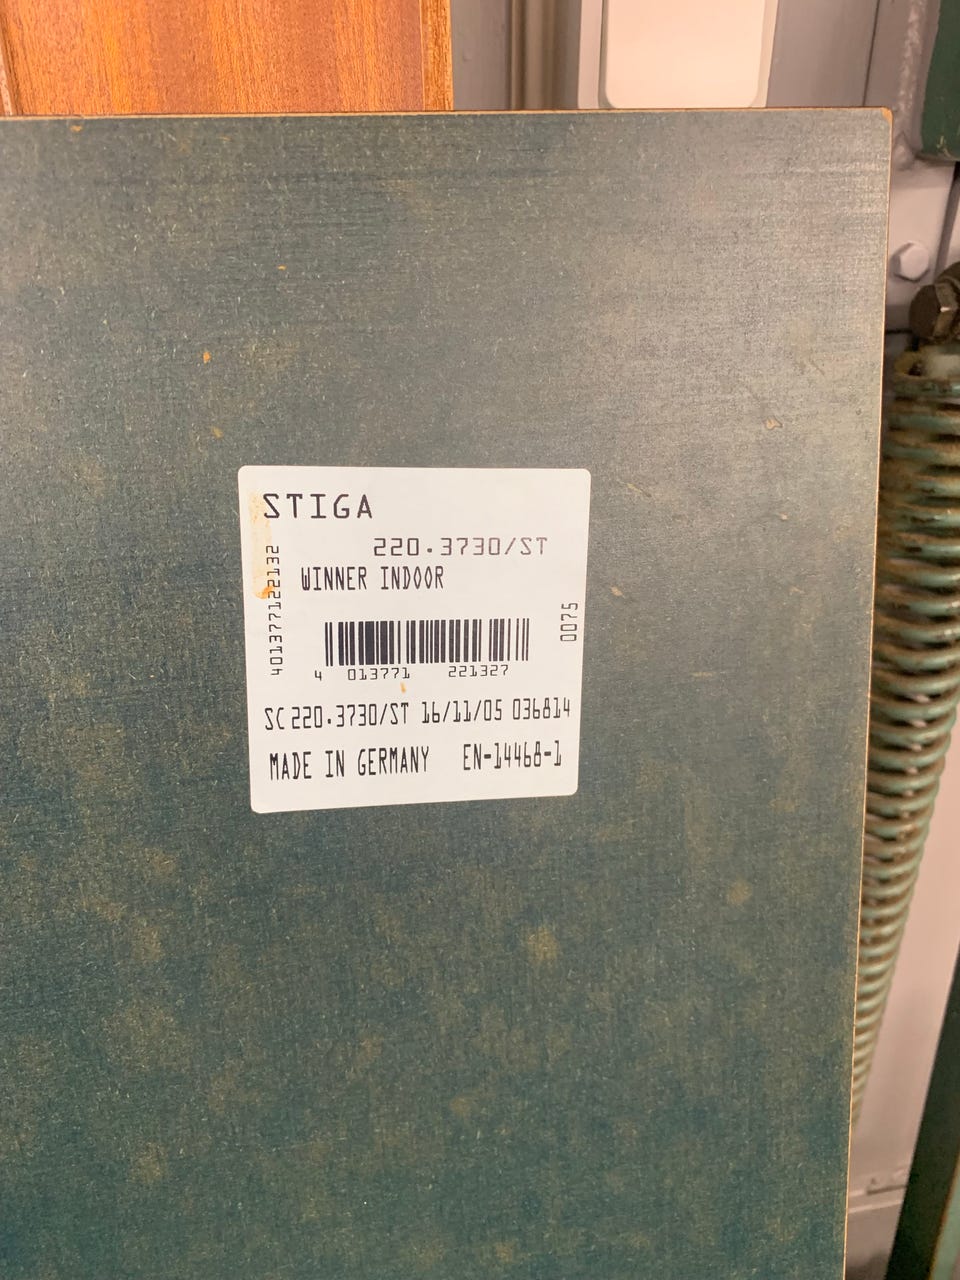 STIGA
220.3730/ST
WINNER INDOOR
401377122132
0075
4 013771 221327
SC 220.3730/ST 16/11/05 036814
MADE IN GERMANY EN-14468-1